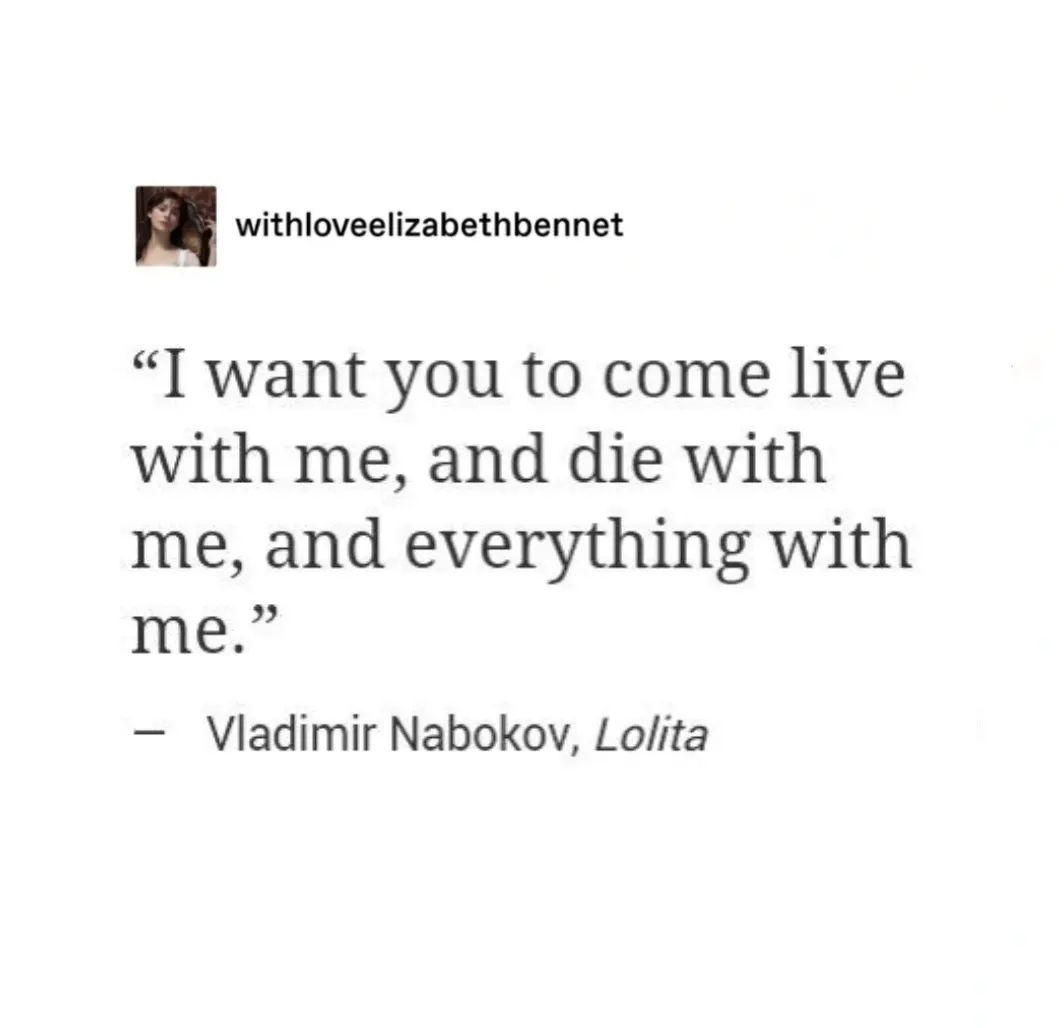 withloveelizabethbennet
“I want you to come live
with me, and die with
me, and everything with
me.”
— Vladimir Nabokov, Lolita